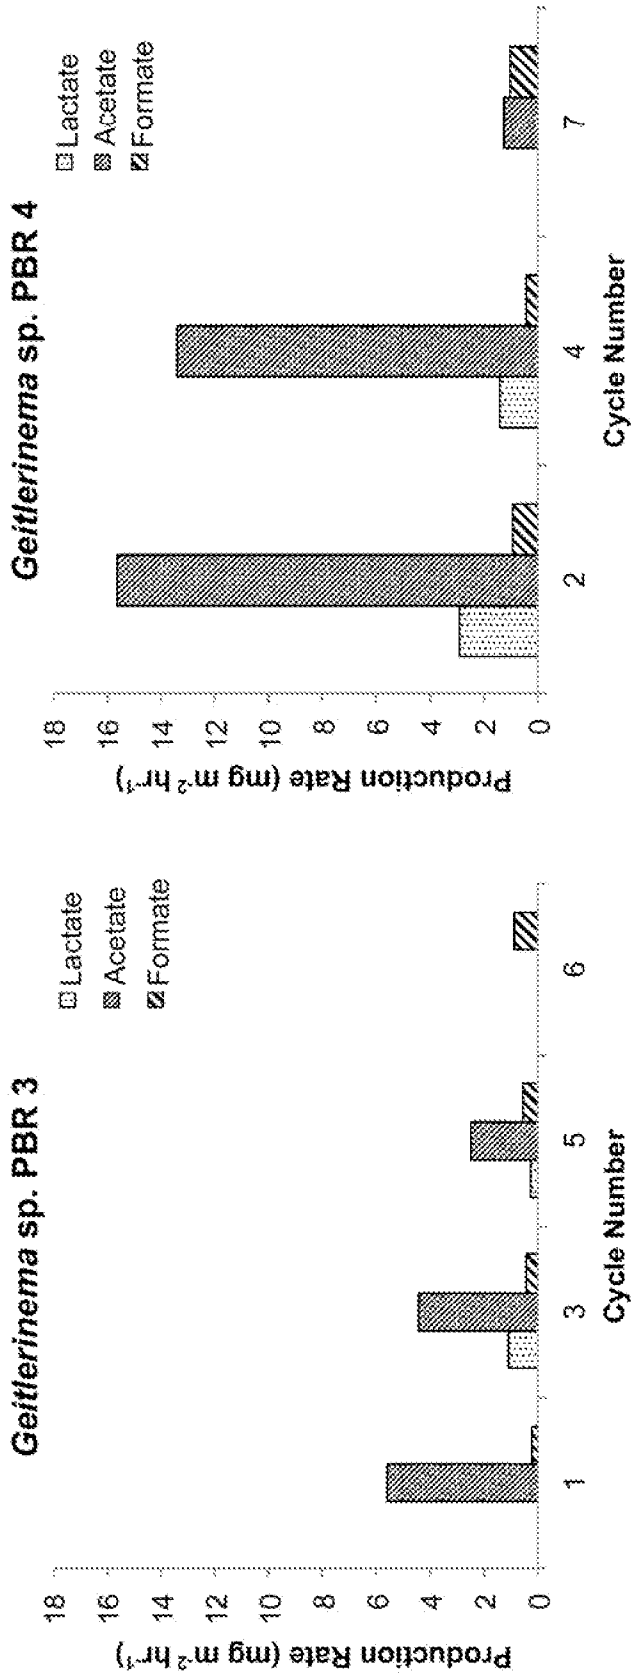 Geitlerinema sp. PBR 3
Lactate
Acetate
Formate
Production Rate (mg m-2 hr-1)
18
16
14
12
10
8
6
4
2
0
1 3 5 6
Cycle Number
Geitlerinema sp. PBR 4
Lactate
Acetate
Formate
Production Rate (mg m-2 hr-1)
18
16
14
12
10
8
6
4
2
0
2 4 7
Cycle Number